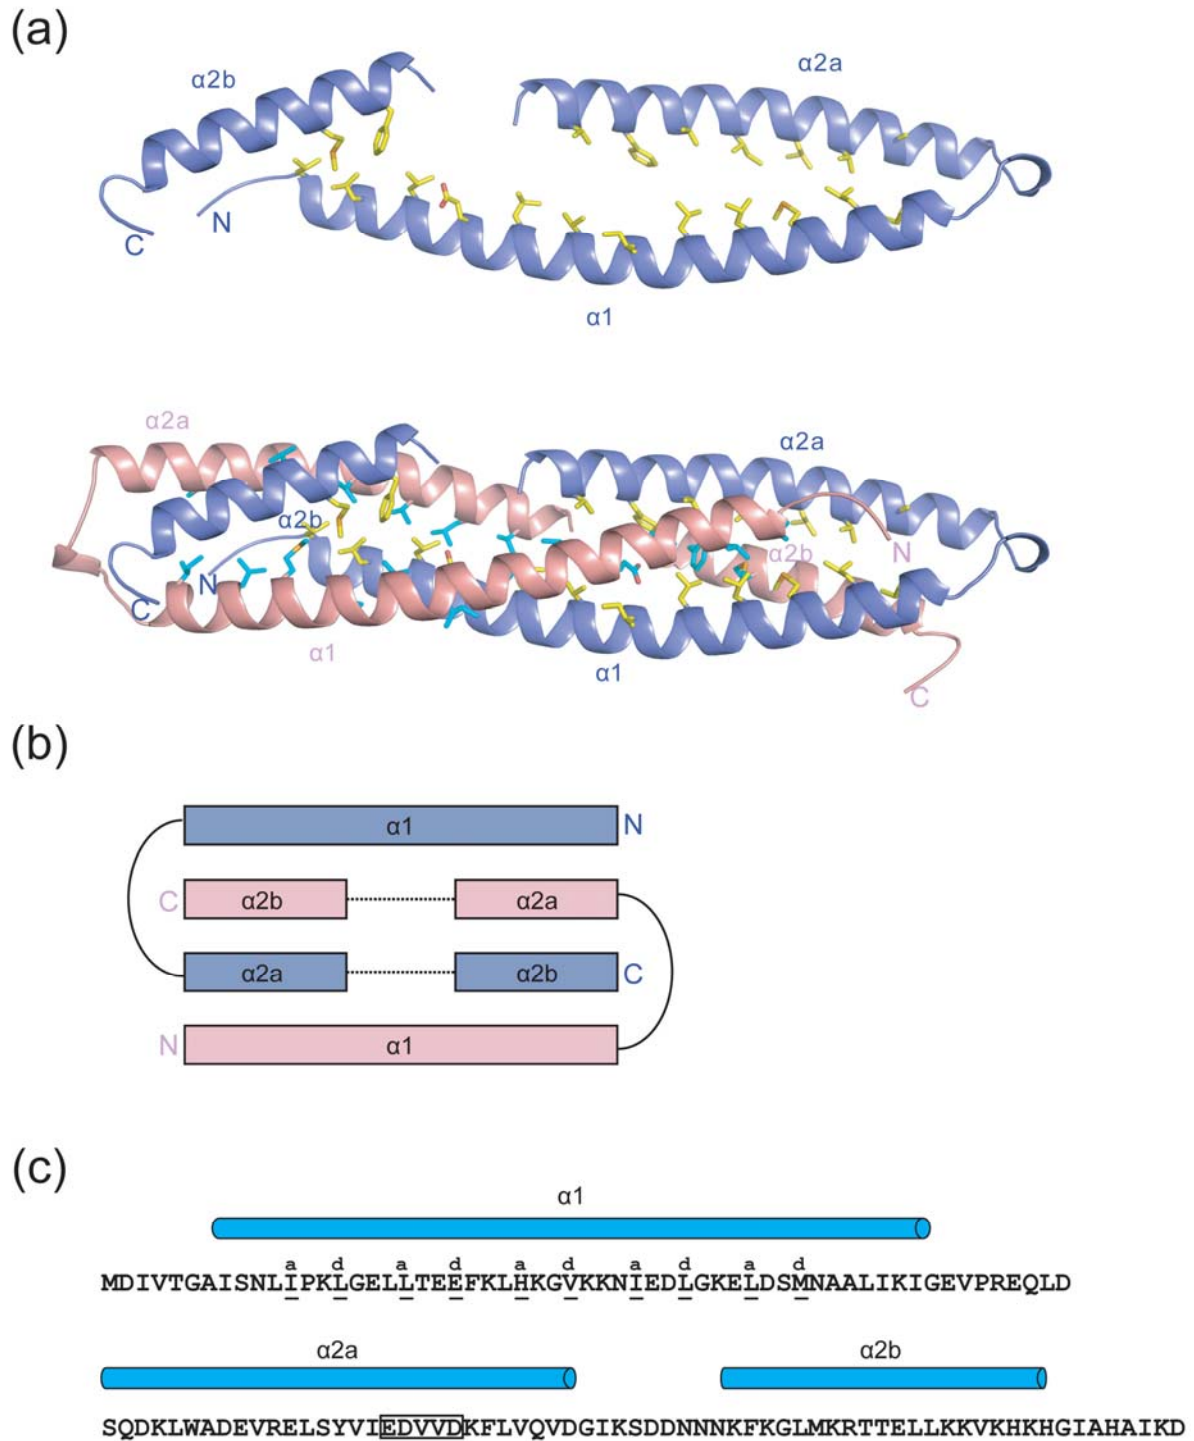 (a)
α2b
α2a
N
C
α1
α2a
α2a
α2b
N
α2b
N
C
α1
α1
C
(b)
α1 N
C α2b α2a
α2a α2b C
N α1
(c)
α1
a d a d a d a d a d
MDIVTGAISNLIPKLGELLTEEFKLHKGVKKNIEDLGKELDSMNAALIKIGEVPREQLD
α2a α2b
SQDKLWADEVRELSYVIEDVVDKFLVQVDGIKSDDNNNKFKGLMKRTTELLKKVKHKHGIAHAIKD